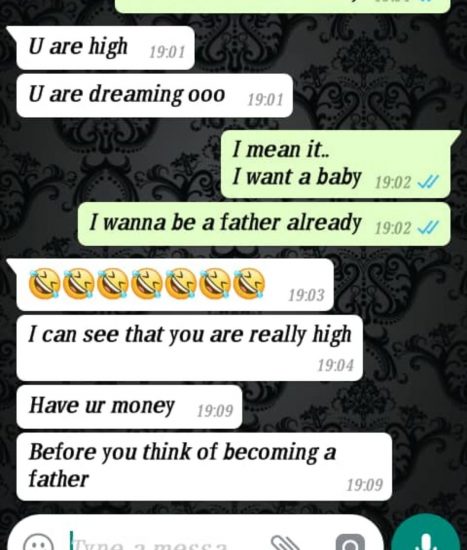 U are high 19:01
U are dreaming ooo 19:01
I mean it..
I want a baby 19:02
I wanna be a father already 19:02
🤣🤣🤣🤣🤣🤣🤣 19:03
I can see that you are really high
19:04
Have ur money 19:09
Before you think of becoming a
father 19:09
Type a messa